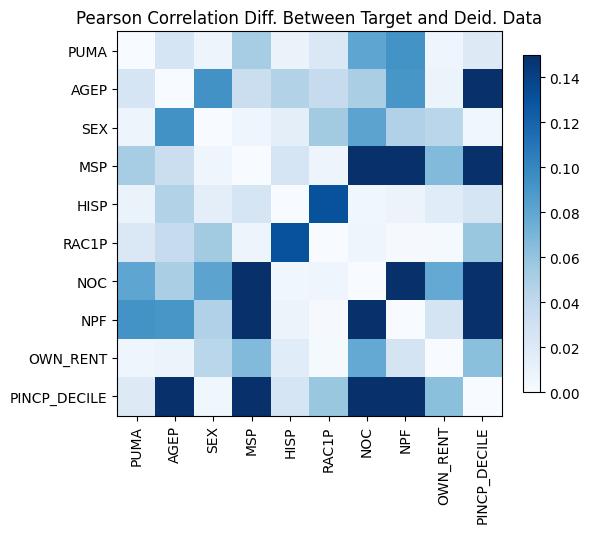 Pearson Correlation Diff. Between Target and Deid. Data
PUMA
AGEP
SEX
MSP
HISP
RAC1P
NOC
NPF
OWN_RENT
PINCP_DECILE
PUMA
AGEP
SEX
MSP
HISP
RAC1P
NOC
NPF
OWN_RENT
PINCP_DECILE
0.14
0.12
0.10
0.08
0.06
0.04
0.02
0.00